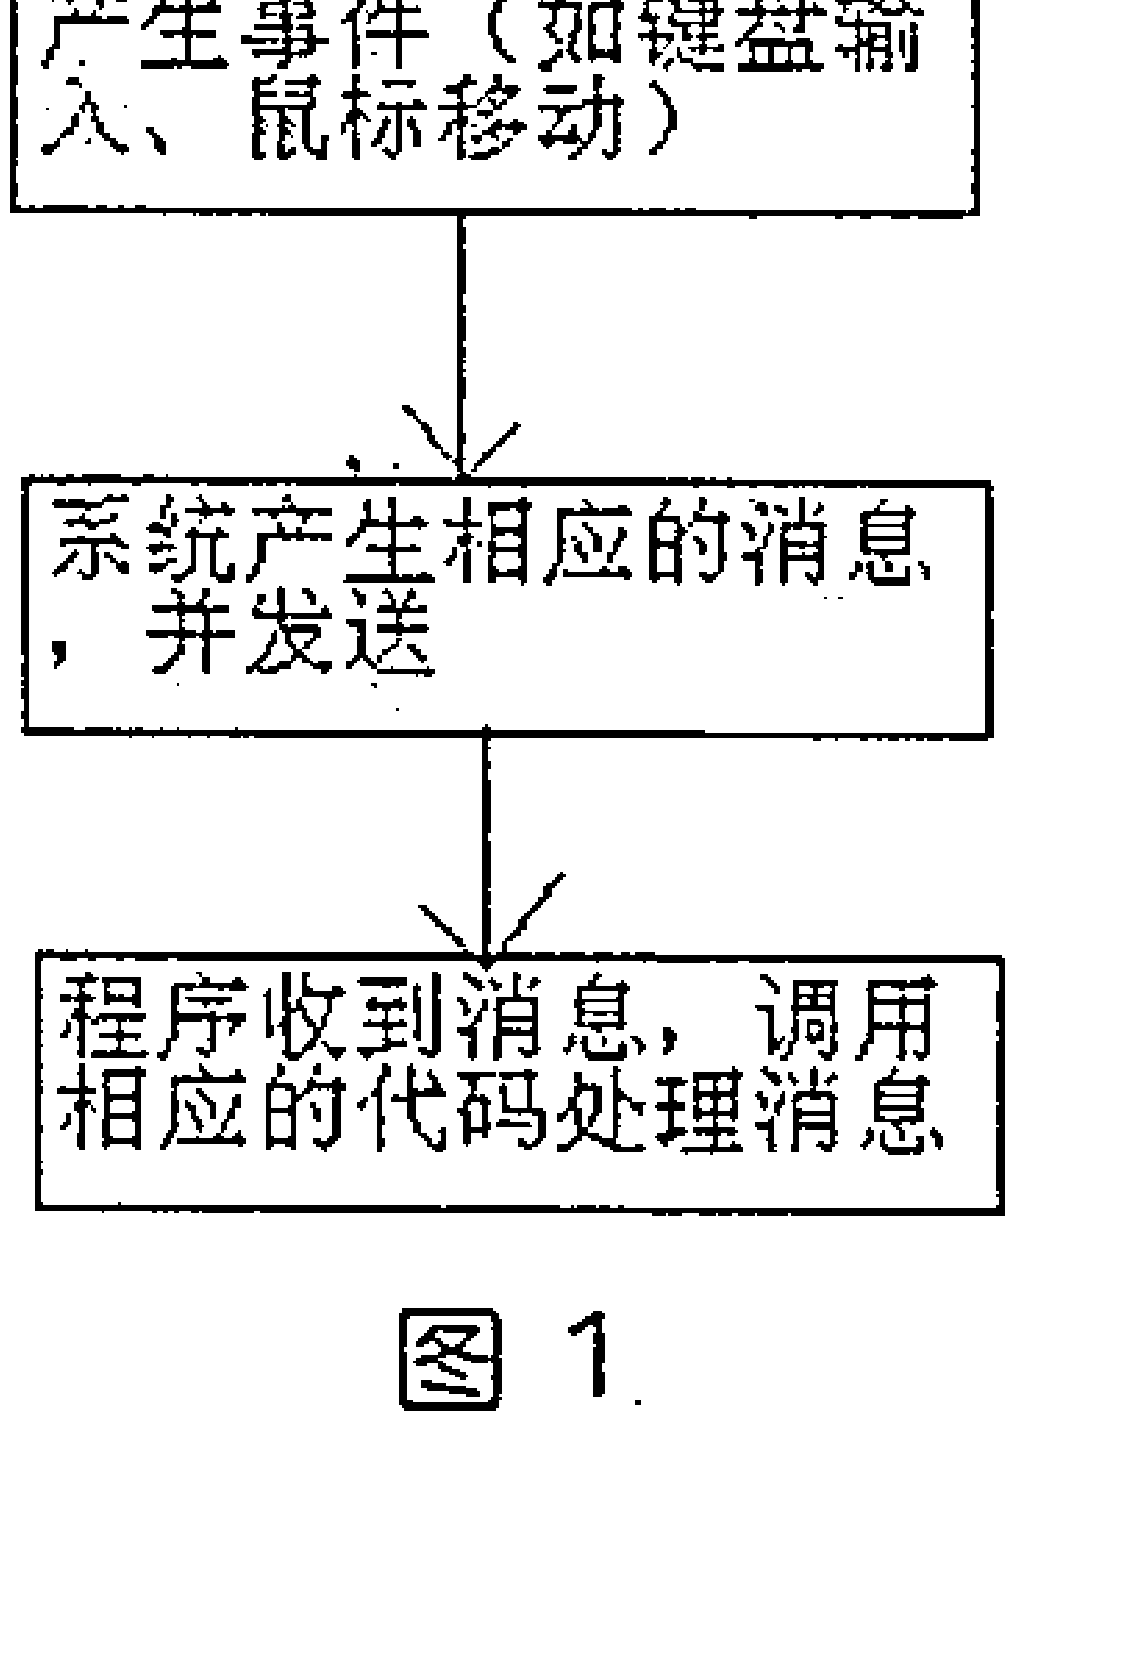 产生事件（如键盘输
入、鼠标移动）
系统产生相应的消息
，并发送
程序收到消息，调用
相应的代码处理消息
图 1